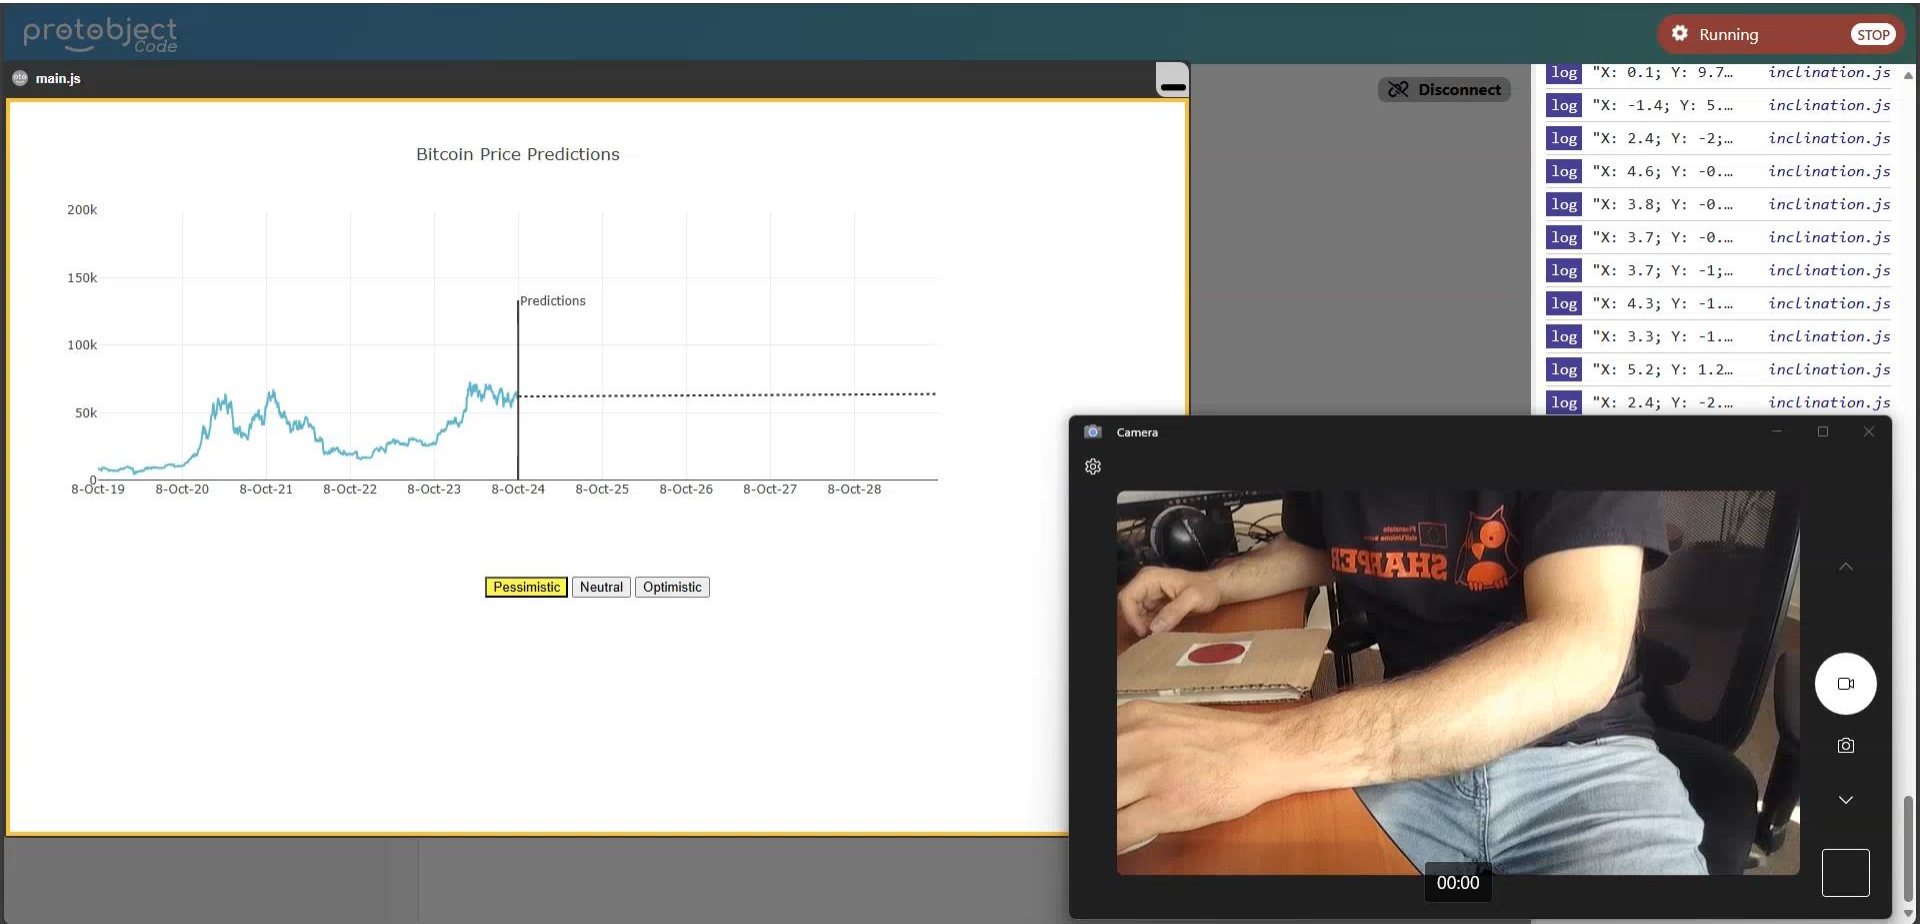 protobject
Code
Running
STOP
main.js
Disconnect
Bitcoin Price Predictions
200k
150k
100k
50k
0
Predictions
8-Oct-19 8-Oct-20 8-Oct-21 8-Oct-22 8-Oct-23 8-Oct-24 8-Oct-25 8-Oct-26 8-Oct-27 8-Oct-28
Pessimistic Neutral Optimistic
log "X: 0.1; Y: 9.7… inclination.js
log "X: -1.4; Y: 5.… inclination.js
log "X: 2.4; Y: -2;… inclination.js
log "X: 4.6; Y: -0.… inclination.js
log "X: 3.8; Y: -0.… inclination.js
log "X: 3.7; Y: -0.… inclination.js
log "X: 3.7; Y: -1;… inclination.js
log "X: 4.3; Y: -1.… inclination.js
log "X: 3.3; Y: -1.… inclination.js
log "X: 5.2; Y: 1.2… inclination.js
log "X: 2.4; Y: -2.… inclination.js
Camera
SHARPER
00:00